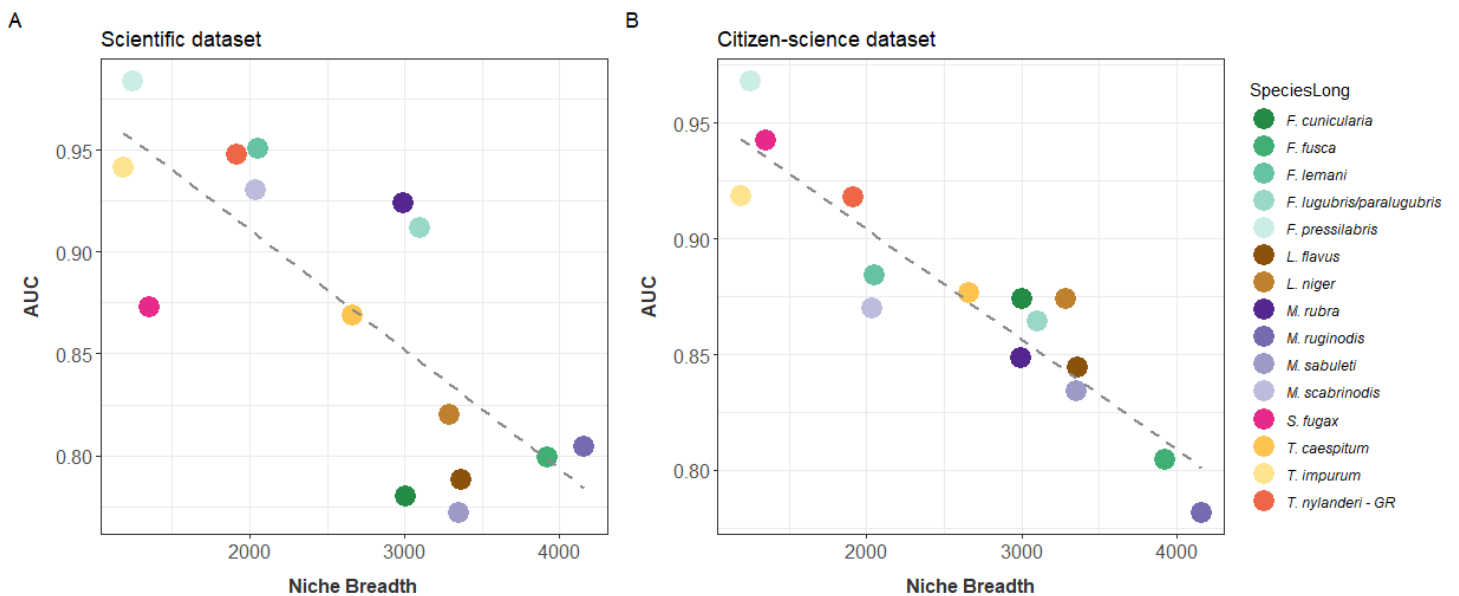 A
Scientific dataset
0.95
0.90
0.85
0.80
AUC
2000
3000
4000
Niche Breadth
B
Citizen-science dataset
0.95
0.90
0.85
0.80
AUC
2000
3000
4000
Niche Breadth
SpeciesLong
F. cunicularia
F. fusca
F. lemani
F. lugubris/paralugubris
F. pressilabris
L. flavus
L. niger
M. rubra
M. ruginodis
M. sabuleti
M. scabrinodis
S. fugax
T. caespitum
T. impurum
T. nylanderi - GR